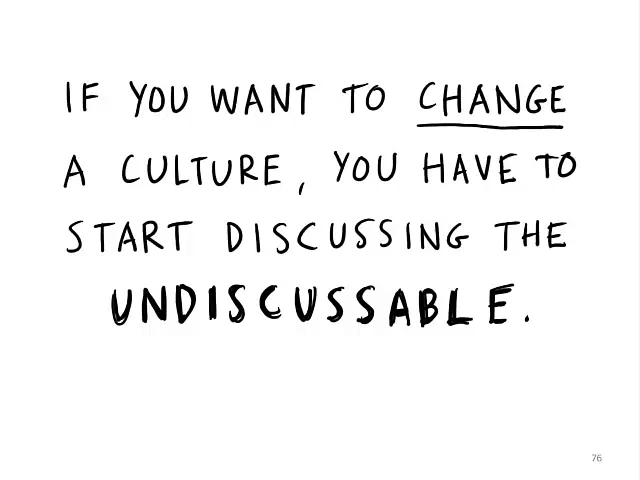 IF YOU WANT TO CHANGE
A CULTURE, YOU HAVE TO
START DISCUSSING THE
UNDISCUSSABLE.
76